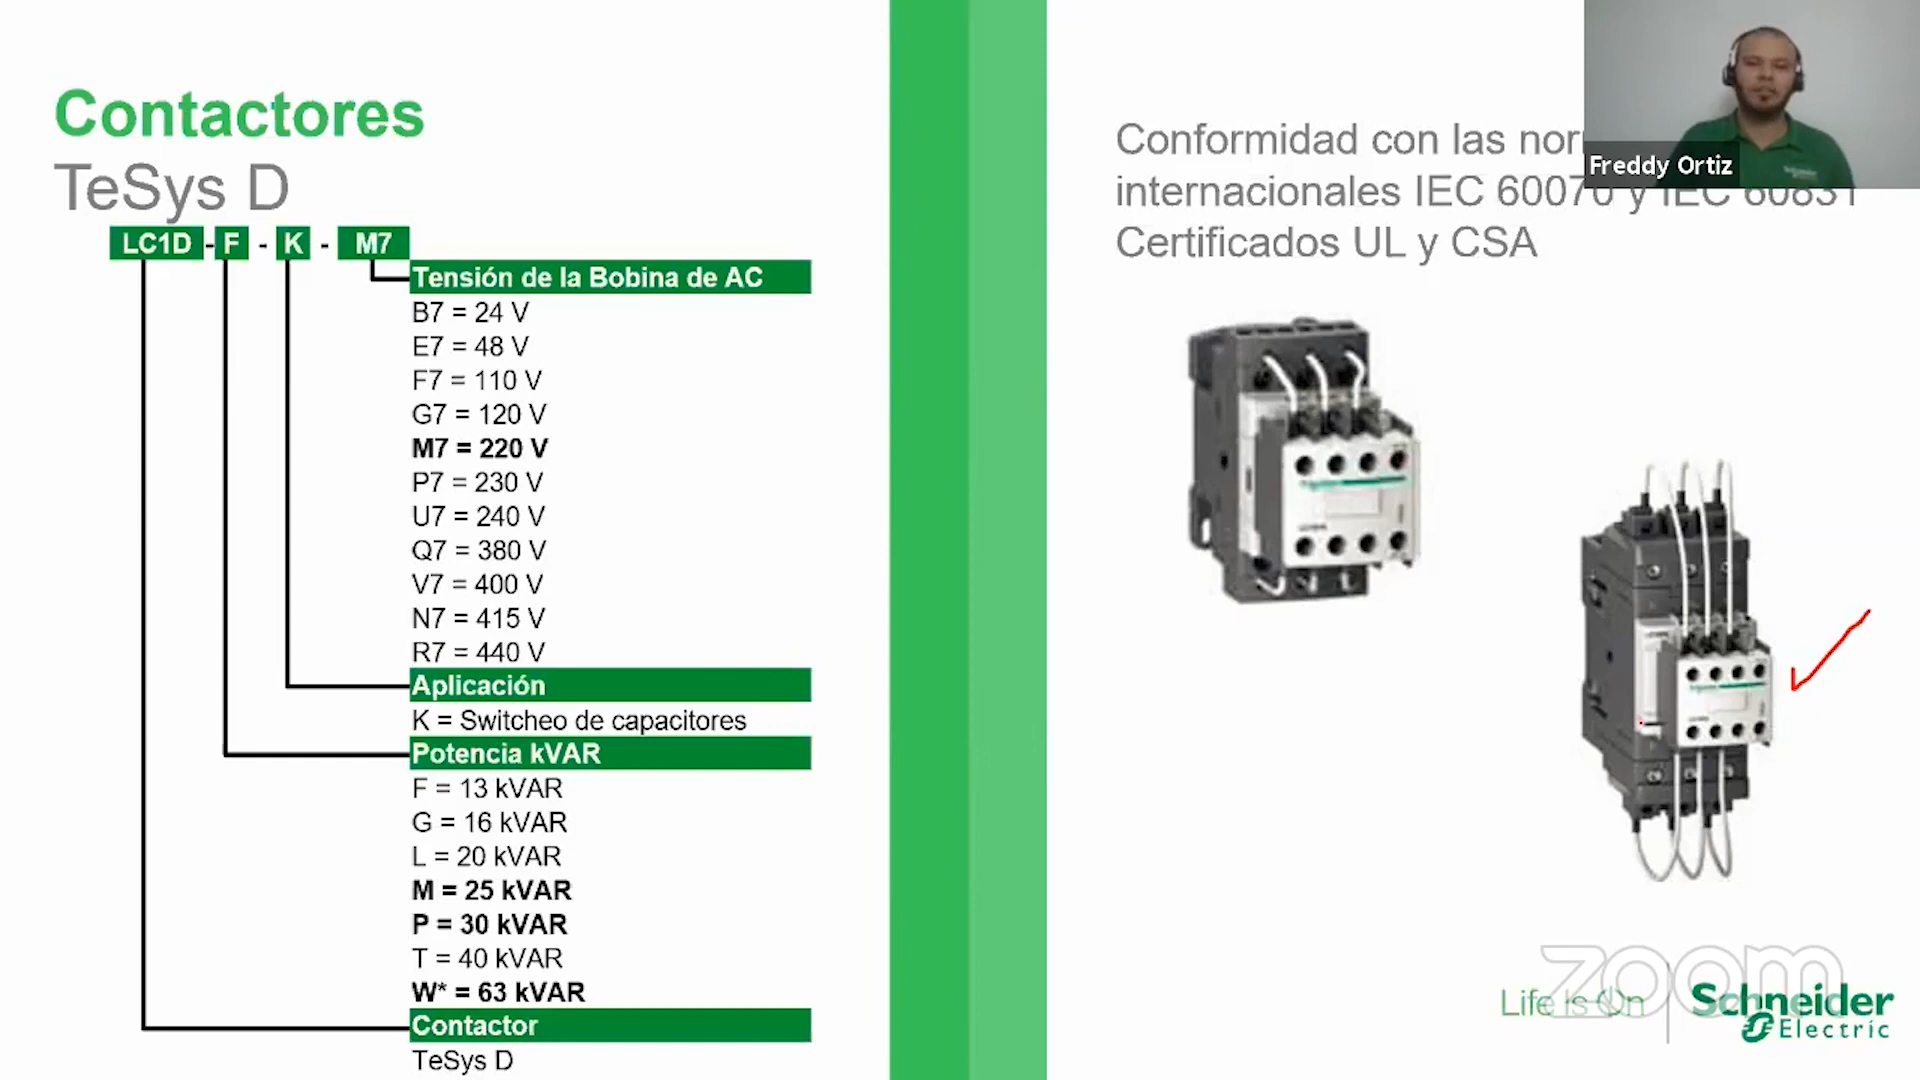 Contactores
TeSys D
LC1D - F - K - M7
Tensión de la Bobina de AC
B7 = 24 V
E7 = 48 V
F7 = 110 V
G7 = 120 V
M7 = 220 V
P7 = 230 V
U7 = 240 V
Q7 = 380 V
V7 = 400 V
N7 = 415 V
R7 = 440 V
Aplicación
K = Switcheo de capacitores
Potencia kVAR
F = 13 kVAR
G = 16 kVAR
L = 20 kVAR
M = 25 kVAR
P = 30 kVAR
T = 40 kVAR
W* = 63 kVAR
Contactor
TeSys D
Conformidad con las
internacionales IEC 60070 y IEC 60831
Certificados UL y CSA
Freddy Ortiz
zoom
Life Is On
Schneider
Electric